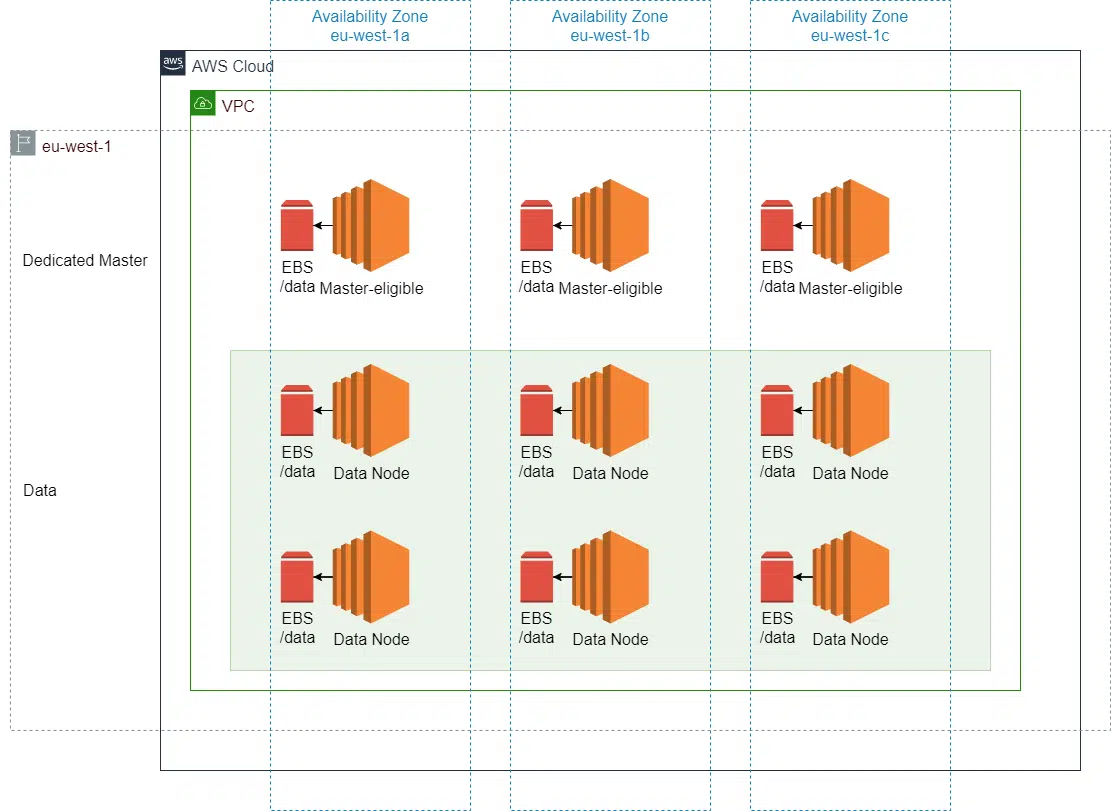 Availability Zone
eu-west-1a
Availability Zone
eu-west-1b
Availability Zone
eu-west-1c
aws
AWS Cloud
VPC
eu-west-1
Dedicated Master
EBS
/data
Master-eligible
EBS
/data
Master-eligible
EBS
/data
Master-eligible
Data
EBS
/data
Data Node
EBS
/data
Data Node
EBS
/data
Data Node
EBS
/data
Data Node
EBS
/data
Data Node
EBS
/data
Data Node